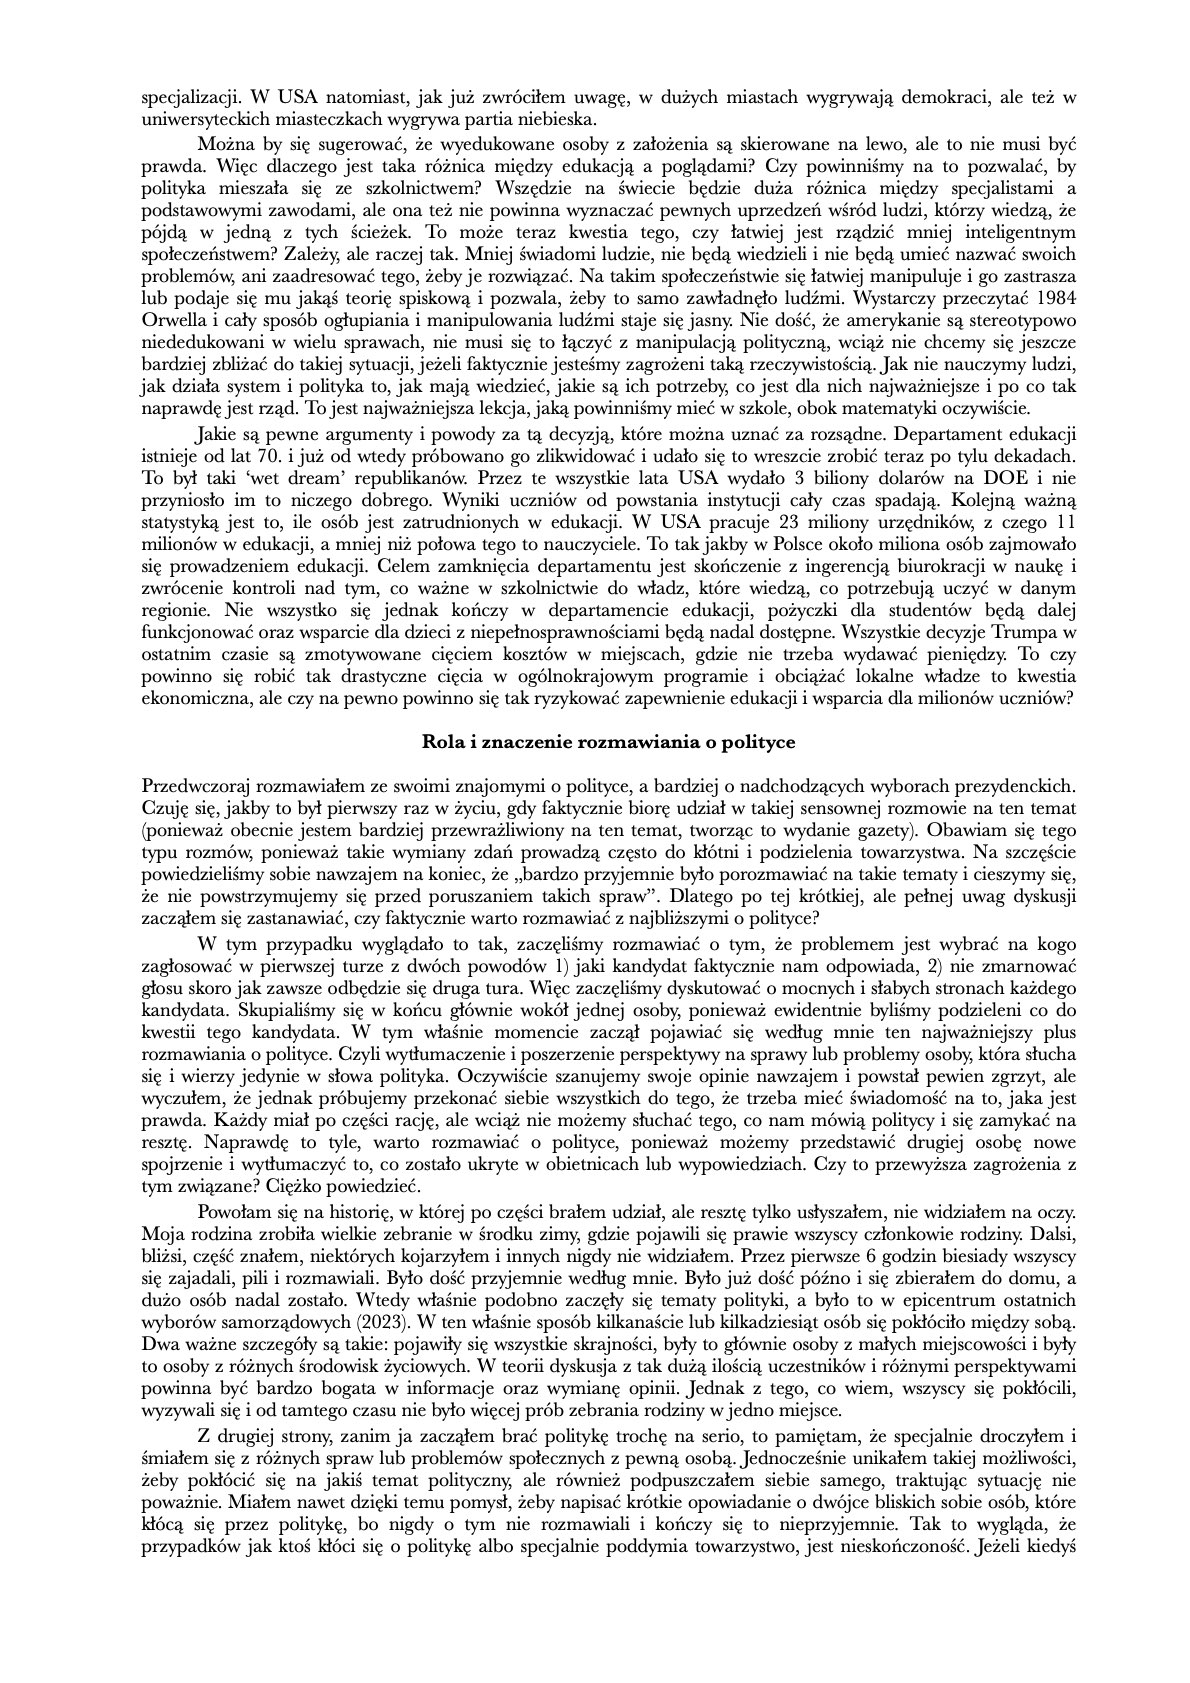 specjalizacji. W USA natomiast, jak już zwróciłem uwagę, w dużych miastach wygrywają demokraci, ale też w
uniwersyteckich miasteczkach wygrywa partia niebieska.
Można by się sugerować, że wyedukowane osoby z założenia są skierowane na lewo, ale to nie musi być
prawda. Więc dlaczego jest taka różnica między edukacją a poglądami? Czy powinniśmy na to pozwalać, by
polityka mieszała się ze szkolnictwem? Wszędzie na świecie będzie duża różnica między specjalistami a
podstawowymi zawodami, ale ona też nie powinna wyznaczać pewnych uprzedzeń wśród ludzi, którzy wiedzą, że
pójdą w jedną z tych ścieżek. To może teraz kwestia tego, czy łatwiej jest rządzić mniej inteligentnym
społeczeństwem? Zależy, ale raczej tak. Mniej świadomi ludzie, nie będą wiedzieli i nie będą umieć nazwać swoich
problemów, ani zaadresować tego, żeby je rozwiązać. Na takim społeczeństwie się łatwiej manipuluje i go zastrasza
lub podaje się mu jakąś teorię spiskową i pozwala, żeby to samo zawładnęło ludźmi. Wystarczy przeczytać 1984
Orwella i cały sposób ogłupiania i manipulowania ludźmi staje się jasny. Nie dość, że amerykanie są stereotypowo
niededukowani w wielu sprawach, nie musi się to łączyć z manipulacją polityczną, wciąż nie chcemy się jeszcze
bardziej zbliżać do takiej sytuacji, jeżeli faktycznie jesteśmy zagrożeni taką rzeczywistością. Jak nie nauczymy ludzi,
jak działa system i polityka to, jak mają wiedzieć, jakie są ich potrzeby, co jest dla nich najważniejsze i po co tak
naprawdę jest rząd. To jest najważniejsza lekcja, jaką powinniśmy mieć w szkole, obok matematyki oczywiście.
Jakie są pewne argumenty i powody za tą decyzją, które można uznać za rozsądne. Departament edukacji
istnieje od lat 70. i już od wtedy próbowano go zlikwidować i udało się to wreszcie zrobić teraz po tylu dekadach.
To był taki ‘wet dream’ republikanów. Przez te wszystkie lata USA wydało 3 biliony dolarów na DOE i nie
przyniosło im to niczego dobrego. Wyniki uczniów od powstania instytucji cały czas spadają. Kolejną ważną
statystyką jest to, ile osób jest zatrudnionych w edukacji. W USA pracuje 23 miliony urzędników, z czego 11
milionów w edukacji, a mniej niż połowa tego to nauczyciele. To tak jakby w Polsce około miliona osób zajmowało
się prowadzeniem edukacji. Celem zamknięcia departamentu jest skończenie z ingerencją biurokracji w naukę i
zwrócenie kontroli nad tym, co ważne w szkolnictwie do władz, które wiedzą, co potrzebują uczyć w danym
regionie. Nie wszystko się jednak kończy w departamencie edukacji, pożyczki dla studentów będą dalej
funkcjonować oraz wsparcie dla dzieci z niepełnosprawnościami będą nadal dostępne. Wszystkie decyzje Trumpa w
ostatnim czasie są zmotywowane cięciem kosztów w miejscach, gdzie nie trzeba wydawać pieniędzy. To czy
powinno się robić tak drastyczne cięcia w ogólnokrajowym programie i obciążać lokalne władze to kwestia
ekonomiczna, ale czy na pewno powinno się tak ryzykować zapewnienie edukacji i wsparcia dla milionów uczniów?
Rola i znaczenie rozmawiania o polityce
Przedwczoraj rozmawiałem ze swoimi znajomymi o polityce, a bardziej o nadchodzących wyborach prezydenckich.
Czuję się, jakby to był pierwszy raz w życiu, gdy faktycznie biorę udział w takiej sensownej rozmowie na ten temat
(ponieważ obecnie jestem bardziej przewrażliwiony na ten temat, tworząc to wydanie gazety). Obawiam się tego
typu rozmów, ponieważ takie wymiany zdań prowadzą często do kłótni i podzielenia towarzystwa. Na szczęście
powiedzieliśmy sobie nawzajem na koniec, że „bardzo przyjemnie było porozmawiać na takie tematy i cieszymy się,
że nie powstrzymujemy się przed poruszaniem takich spraw”. Dlatego po tej krótkiej, ale pełnej uwag dyskusji
zacząłem się zastanawiać, czy faktycznie warto rozmawiać z najbliższymi o polityce?
W tym przypadku wyglądało to tak, zaczęliśmy rozmawiać o tym, że problemem jest wybrać na kogo
zagłosować w pierwszej turze z dwóch powodów 1) jaki kandydat faktycznie nam odpowiada, 2) nie zmarnować
głosu skoro jak zawsze odbędzie się druga tura. Więc zaczęliśmy dyskutować o mocnych i słabych stronach każdego
kandydata. Skupialiśmy się w końcu głównie wokół jednej osoby, ponieważ ewidentnie byliśmy podzieleni co do
kwestii tego kandydata. W tym właśnie momencie zaczął pojawiać się według mnie ten najważniejszy plus
rozmawiania o polityce. Czyli wytłumaczenie i poszerzenie perspektywy na sprawy lub problemy osoby, która słucha
się i wierzy jedynie w słowa polityka. Oczywiście szanujemy swoje opinie nawzajem i powstał pewien zgrzyt, ale
wyczułem, że jednak próbujemy przekonać siebie wszystkich do tego, że trzeba mieć świadomość na to, jaka jest
prawda. Każdy miał po części rację, ale wciąż nie możemy słuchać tego, co nam mówią politycy i się zamykać na
resztę. Naprawdę to tyle, warto rozmawiać o polityce, ponieważ możemy przedstawić drugiej osobę nowe
spojrzenie i wytłumaczyć to, co zostało ukryte w obietnicach lub wypowiedziach. Czy to przewyższa zagrożenia z
tym związane? Ciężko powiedzieć.
Powołam się na historię, w której po części brałem udział, ale resztę tylko usłyszałem, nie widziałem na oczy.
Moja rodzina zrobiła wielkie zebranie w środku zimy, gdzie pojawili się prawie wszyscy członkowie rodziny. Dalsi,
bliżsi, część znałem, niektórych kojarzyłem i innych nigdy nie widziałem. Przez pierwsze 6 godzin biesiady wszyscy
się zajadali, pili i rozmawiali. Było dość przyjemnie według mnie. Było już dość późno i się zbierałem do domu, a
dużo osób nadal zostało. Wtedy właśnie podobno zaczęły się tematy polityki, a było to w epicentrum ostatnich
wyborów samorządowych (2023). W ten właśnie sposób kilkanaście lub kilkadziesiąt osób się pokłóciło między sobą.
Dwa ważne szczegóły są takie: pojawiły się wszystkie skrajności, były to głównie osoby z małych miejscowości i były
to osoby z różnych środowisk życiowych. W teorii dyskusja z tak dużą ilością uczestników i różnymi perspektywami
powinna być bardzo bogata w informacje oraz wymianę opinii. Jednak z tego, co wiem, wszyscy się pokłócili,
wyzywali się i od tamtego czasu nie było więcej prób zebrania rodziny w jedno miejsce.
Z drugiej strony, zanim ja zacząłem brać politykę trochę na serio, to pamiętam, że specjalnie droczyłem i
śmiałem się z różnych spraw lub problemów społecznych z pewną osobą. Jednocześnie unikałem takiej możliwości,
żeby pokłócić się na jakiś temat polityczny, ale również podpuszczałem siebie samego, traktując sytuację nie
poważnie. Miałem nawet dzięki temu pomysł, żeby napisać krótkie opowiadanie o dwójce bliskich sobie osób, które
kłócą się przez politykę, bo nigdy o tym nie rozmawiali i kończy się to nieprzyjemnie. Tak to wygląda, że
przypadków jak ktoś kłóci się o politykę albo specjalnie poddymia towarzystwo, jest nieskończoność. Jeżeli kiedyś